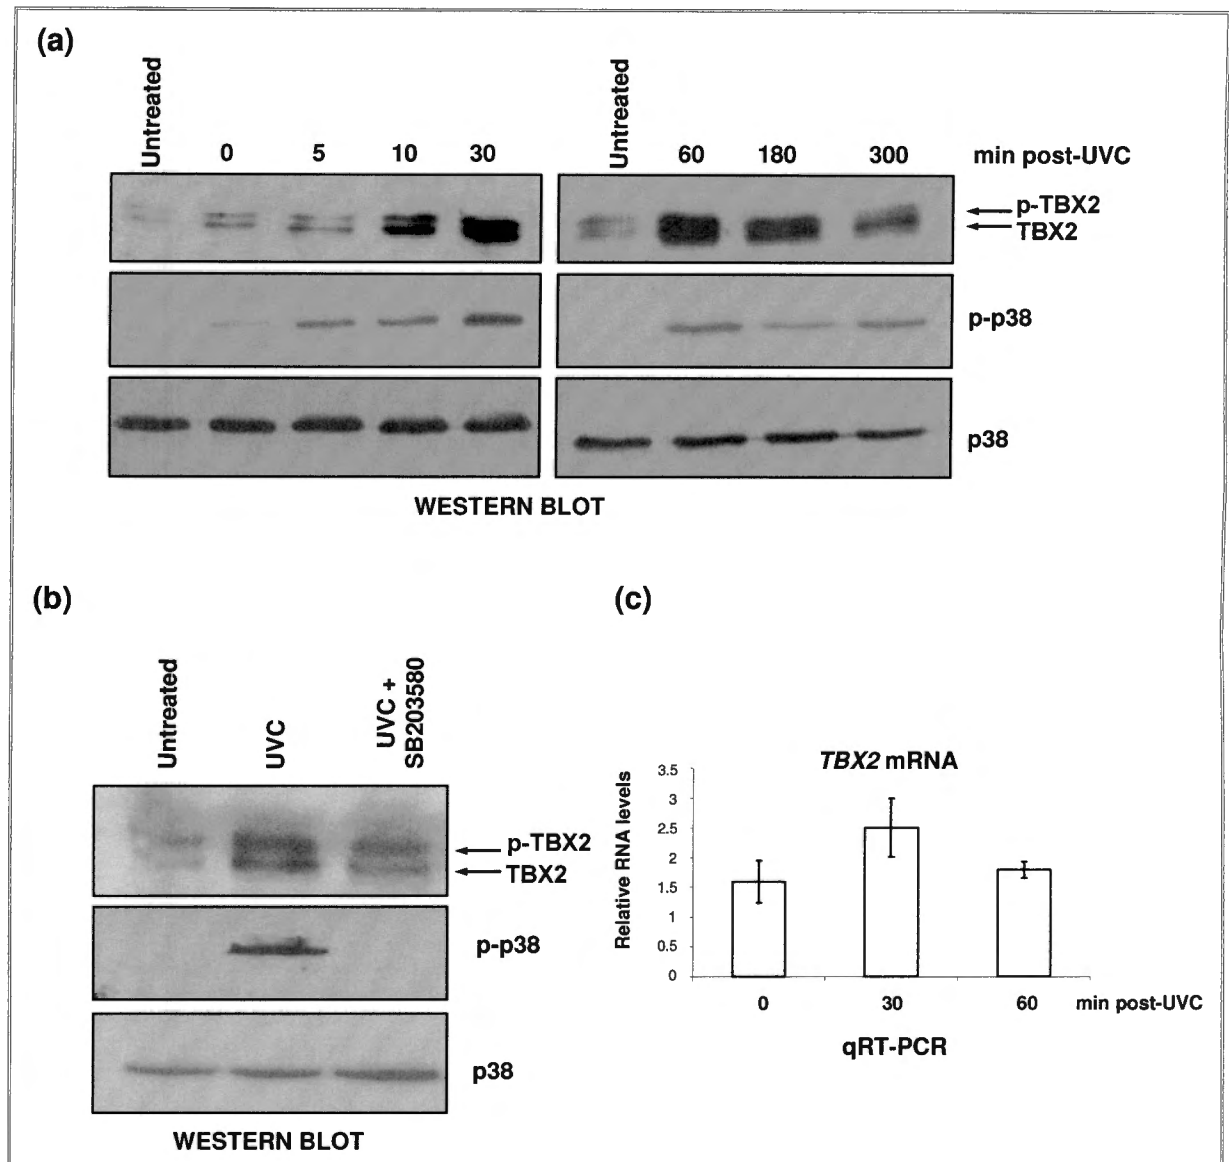 (a)
Untreated 0 5 10 30 Untreated 60 180 300 min post-UVC
p-TBX2
TBX2
p-p38
p38
WESTERN BLOT
(b)
Untreated
UVC
UVC +
SB203580
p-TBX2
TBX2
p-p38
p38
WESTERN BLOT
(c)
TBX2 mRNA
Relative RNA levels
3.5
3
2.5
2
1.5
1
0.5
0
0 30 60 min post-UVC
qRT-PCR